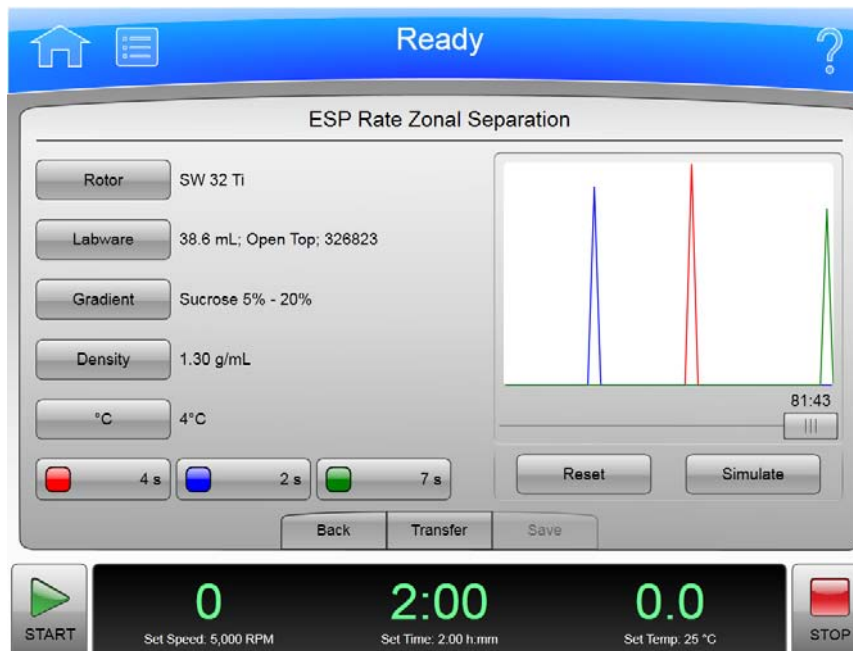 Ready
ESP Rate Zonal Separation
Rotor SW 32 Ti
Labware 38.6 mL; Open Top; 326823
Gradient Sucrose 5% - 20%
Density 1.30 g/mL
°C 4°C
81:43
4 s 2 s 7 s
Reset Simulate
Back Transfer Save
START
0 2:00 0.0
Set Speed: 5,000 RPM Set Time: 2.00 h:mm Set Temp: 25 °C
STOP